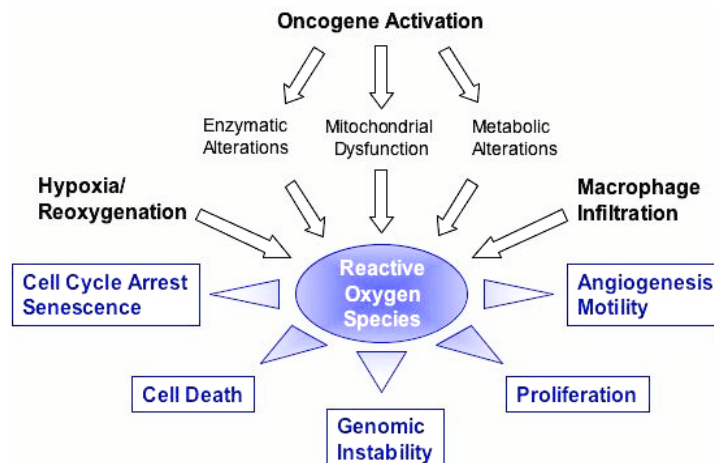 Oncogene Activation
Enzymatic
Alterations
Mitochondrial
Dysfunction
Metabolic
Alterations
Hypoxia/
Reoxygenation
Macrophage
Infiltration
Reactive
Oxygen
Species
Cell Cycle Arrest
Senescence
Angiogenesis
Motility
Cell Death
Proliferation
Genomic
Instability